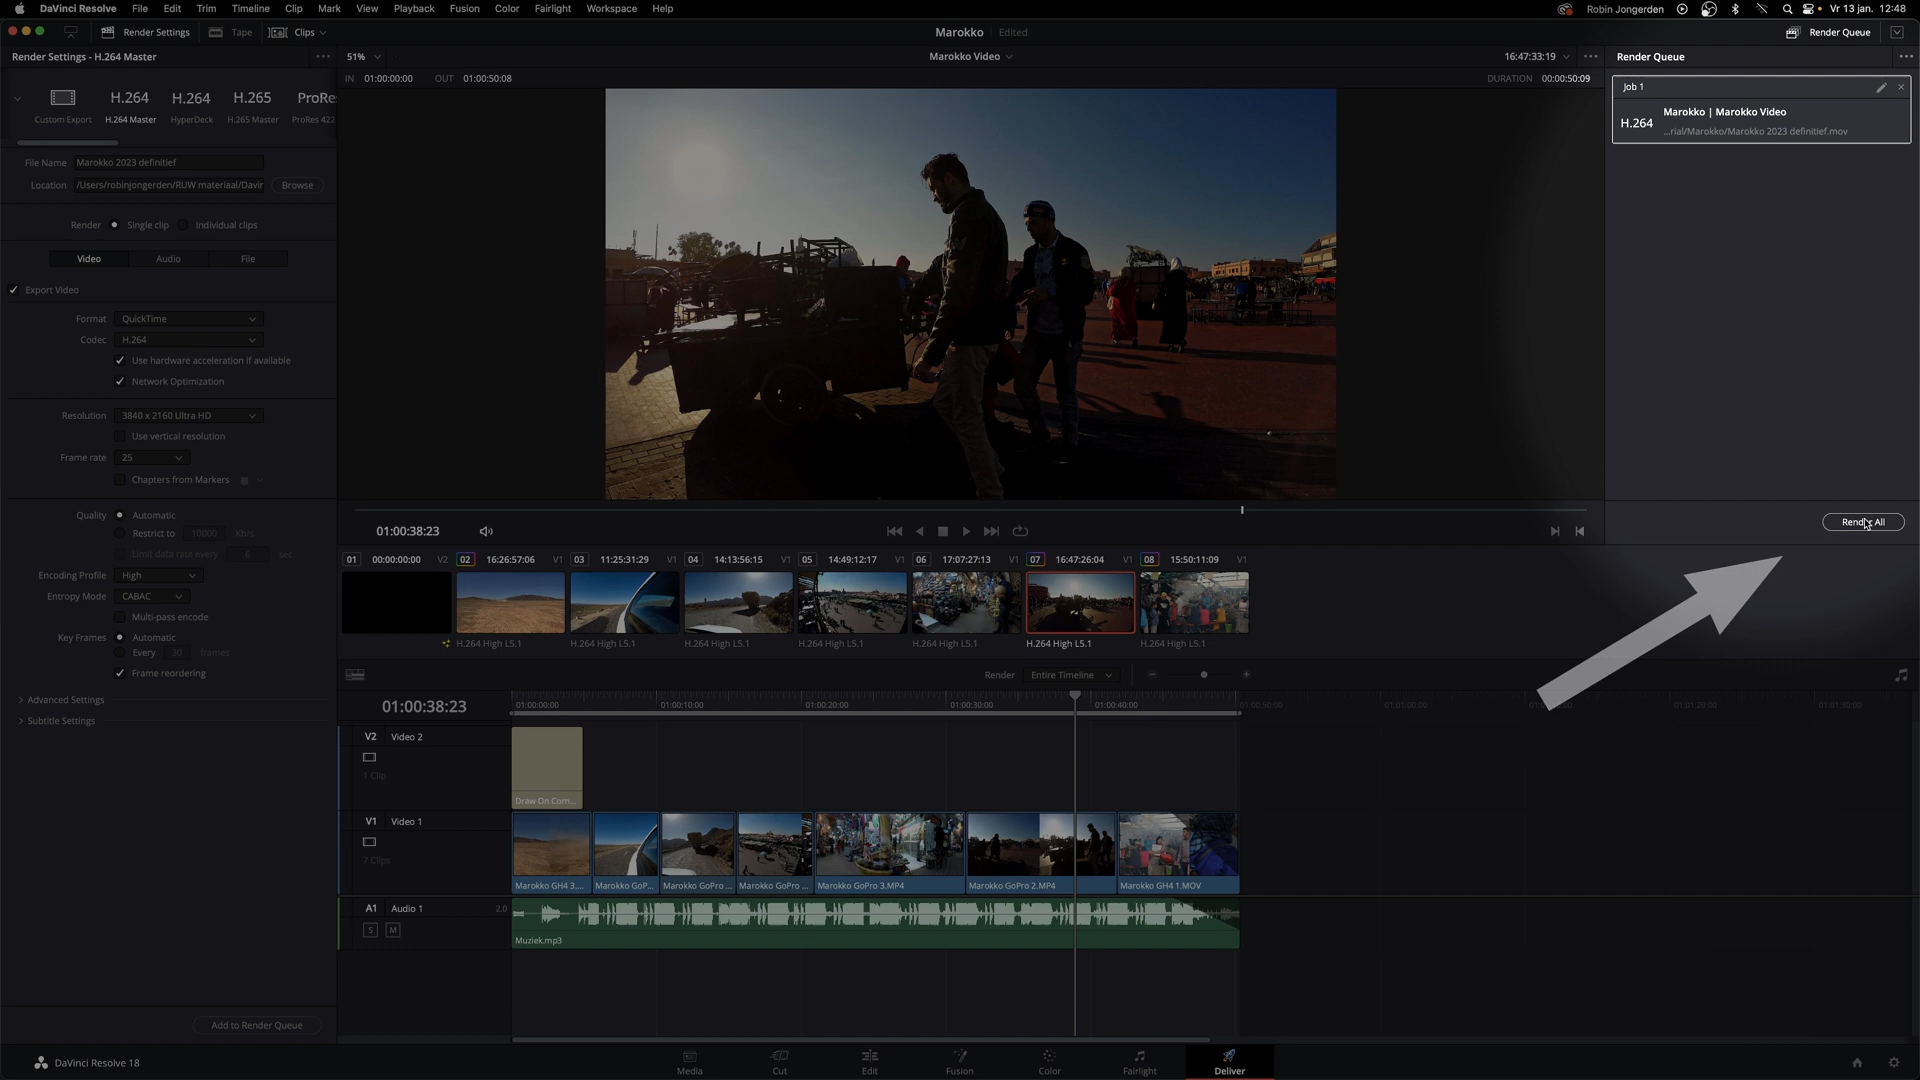 DaVinci Resolve File Edit Trim Timeline Clip Mark View Playback Fusion Color Fairlight Workspace Help
Robin Jongerden Vr 13 jan. 12:48
Render Settings Tape Clips
Marokko Edited
Render Queue
Render Settings - H.264 Master
51% Marokko Video 16:47:33:19
Render Queue
IN 01:00:00:00 OUT 01:00:50:08
DURATION 00:00:50:09
Job 1
H.264 Marokko | Marokko Video
...rial/Marokko/Marokko 2023 definitief.mov
H.264 H.264 H.265 ProRe
Custom Export H.264 Master HyperDeck H.265 Master ProRes 422
File Name Marokko 2023 definitief
Location /Users/robinjongerden/RUW materiaal/Davir Browse
Render Single clip Individual clips
Video Audio File
Export Video
Format QuickTime
Codec H.264
Use hardware acceleration if available
Network Optimization
Resolution 3840 x 2160 Ultra HD
Use vertical resolution
Frame rate 25
Chapters from Markers
Quality Automatic
Restrict to 10000 Kb/s
Limit data rate every 6 sec
Encoding Profile High
Entropy Mode CABAC
Multi-pass encode
Key Frames Automatic
Every 30 frames
Frame reordering
Advanced Settings
Subtitle Settings
Add to Render Queue
01:00:38:23
Render All
01 00:00:00:00 V2 02 16:26:57:06 V1 03 11:25:31:29 V1 04 14:13:56:15 V1 05 14:49:12:17 V1 06 17:07:27:13 V1 07 16:47:26:04 V1 08 15:50:11:09 V1
H.264 High L5.1 H.264 High L5.1 H.264 High L5.1 H.264 High L5.1 H.264 High L5.1 H.264 High L5.1 H.264 High L5.1
Render Entire Timeline
01:00:38:23
01:00:00:00 01:00:10:00 01:00:20:00 01:00:30:00 01:00:40:00 01:00:50:00 01:01:00:00 01:01:20:00 01:01:30:00
V2 Video 2
1 Clip
Draw On Corn...
V1 Video 1
7 Clips
Marokko GH4 3.... Marokko GoP... Marokko GoPro ... Marokko GoPro ... Marokko GoPro 3.MP4 Marokko GoPro 2.MP4 Marokko GH4 1.MOV
A1 Audio 1 2.0
S M
Muziek.mp3
DaVinci Resolve 18
Media Cut Edit Fusion Color Fairlight Deliver